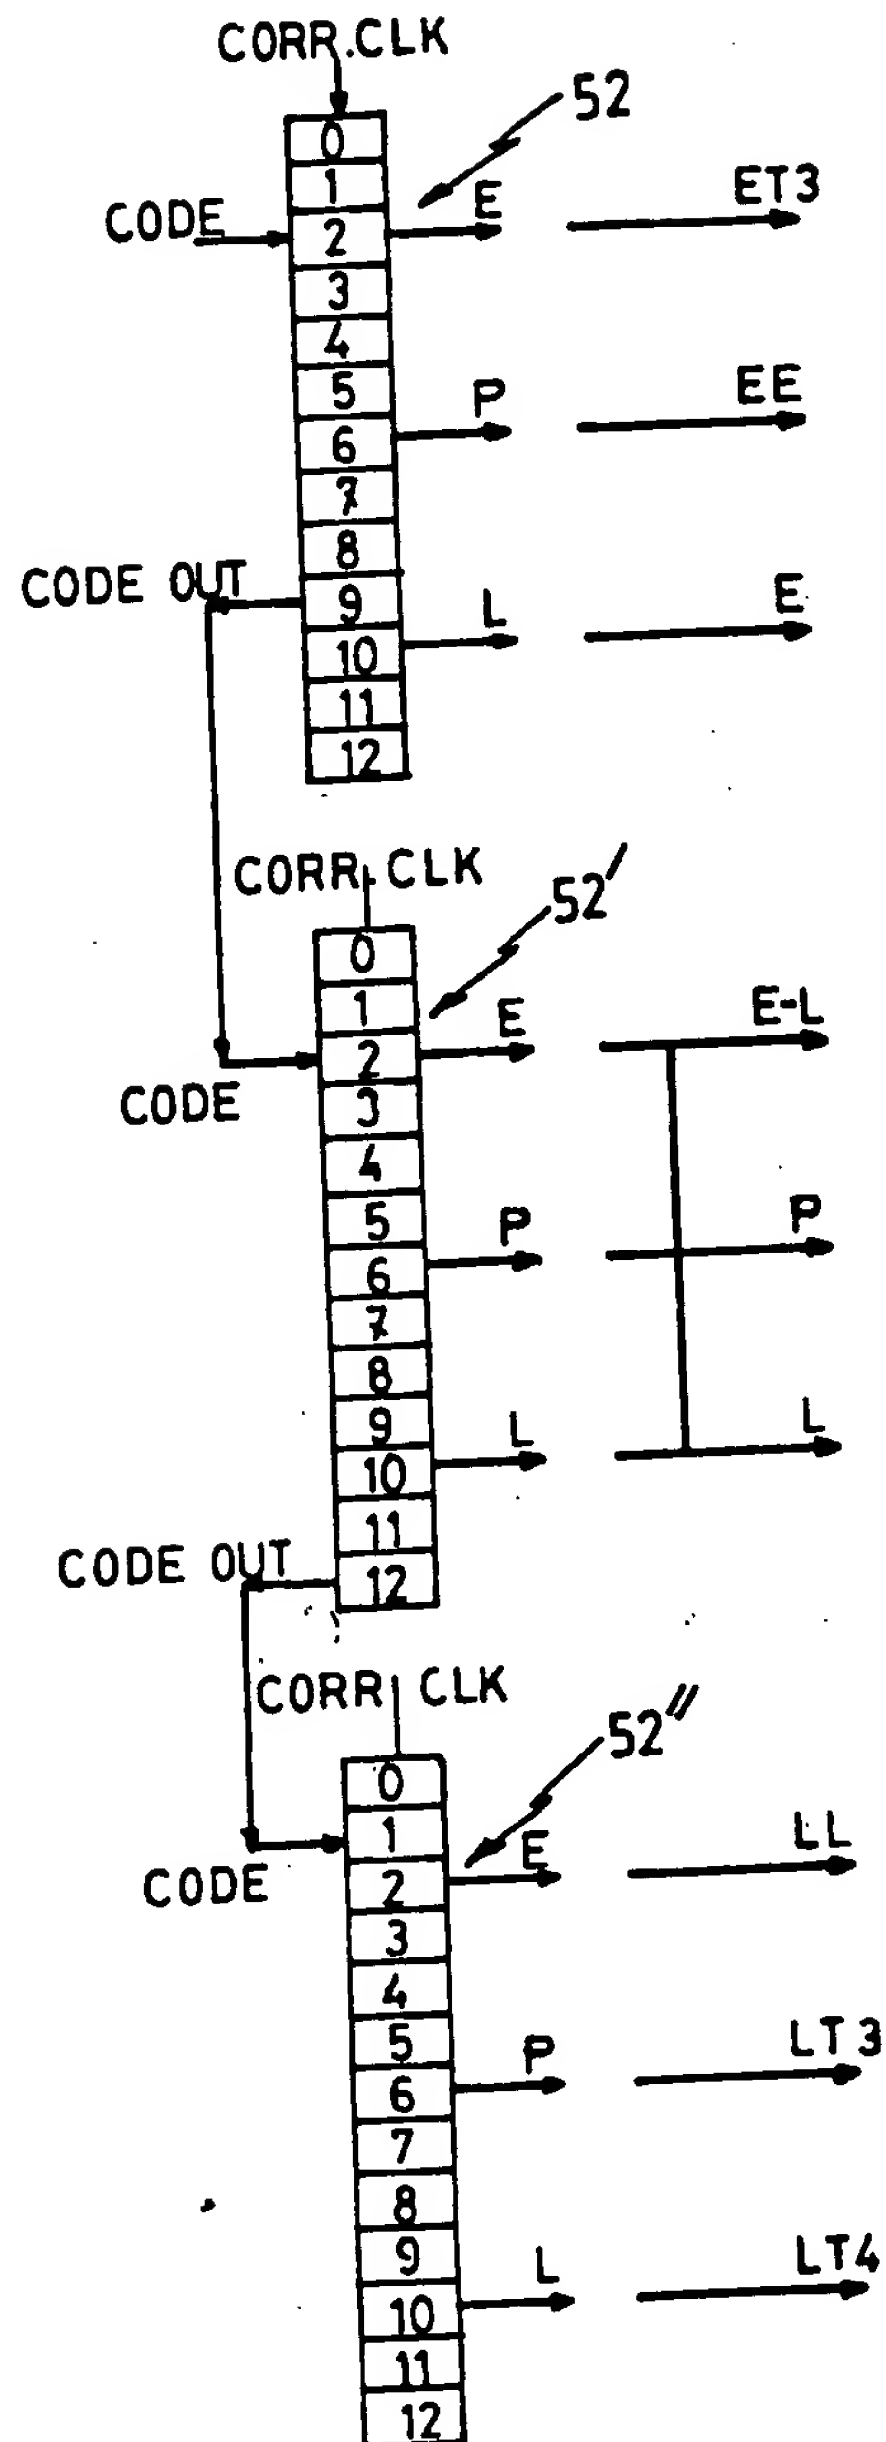 CORR.CLK
52
0
1
CODE 2 E ET3
3
4
5
6 P EE
7
8
CODE OUT 9
10 L E
11
12
CORR. CLK
52'
0
1
2 E E-L
CODE
3
4
5
6 P P
7
8
9
10 L L
11
CODE OUT 12
CORR CLK
52"
0
1
CODE
2 E LL
3
4
5
6 P LT3
7
8
9
10 L LT4
11
12